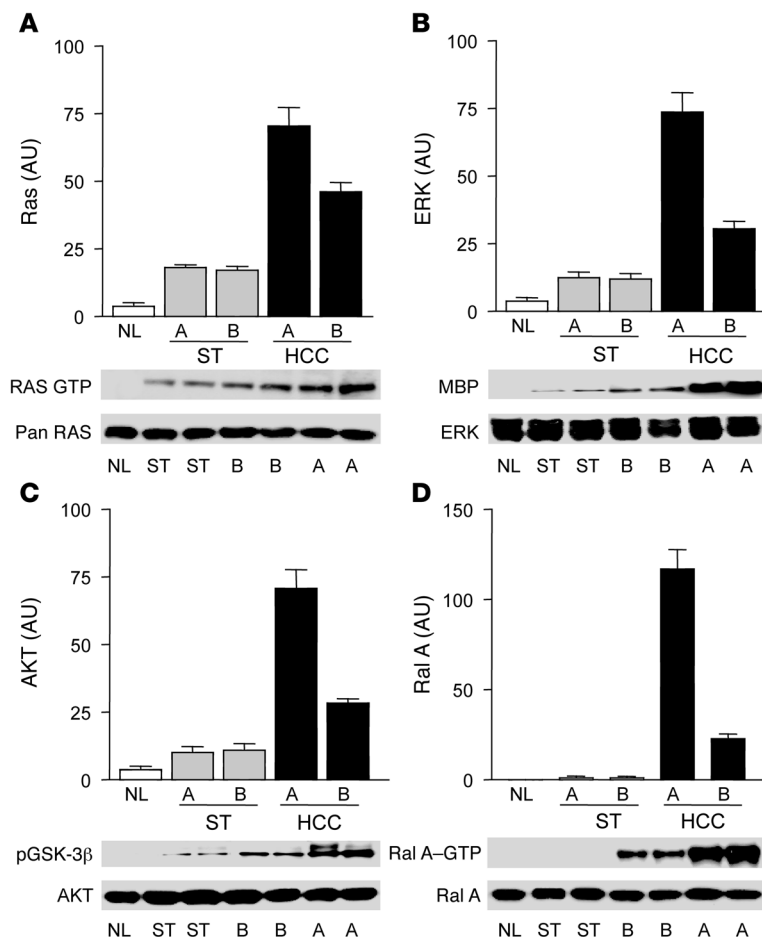 A
100
75
50
25
0
Ras (AU)
NL A B A B
ST HCC
RAS GTP
Pan RAS
NL ST ST B B A A
B
100
75
50
25
0
ERK (AU)
NL A B A B
ST HCC
MBP
ERK
NL ST ST B B A A
C
100
75
50
25
0
AKT (AU)
NL A B A B
ST HCC
pGSK-3β
AKT
NL ST ST B B A A
D
150
100
50
0
Ral A (AU)
NL A B A B
ST HCC
Ral A–GTP
Ral A
NL ST ST B B A A